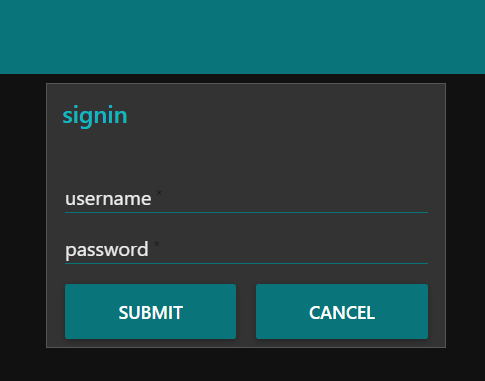 signin
username *
password *
SUBMIT CANCEL